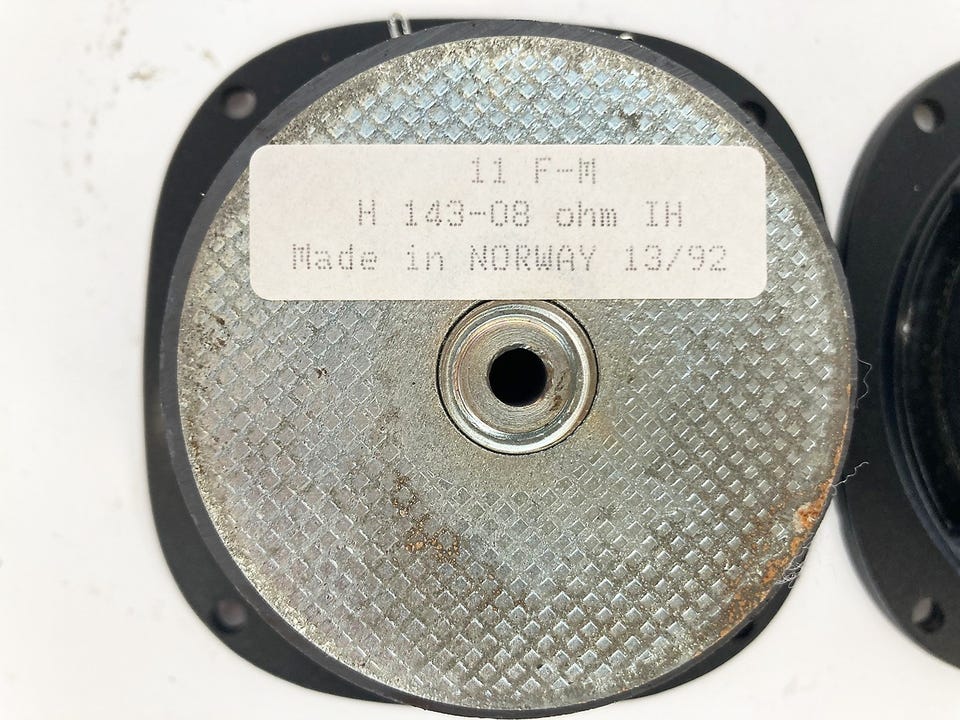 11 F-M
H 143-08 ohm IH
Made in NORWAY 13/92